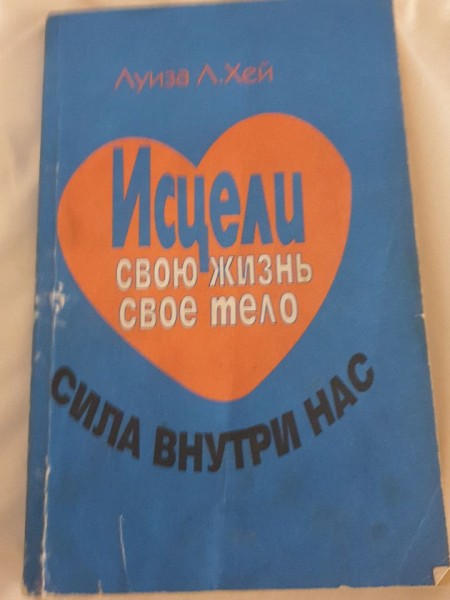 Луиза Л.Хей
Исцели
СВОЮ ЖИЗНЬ
СВОЕ тЕЛО
СИЛА ВНУТРИ НАС